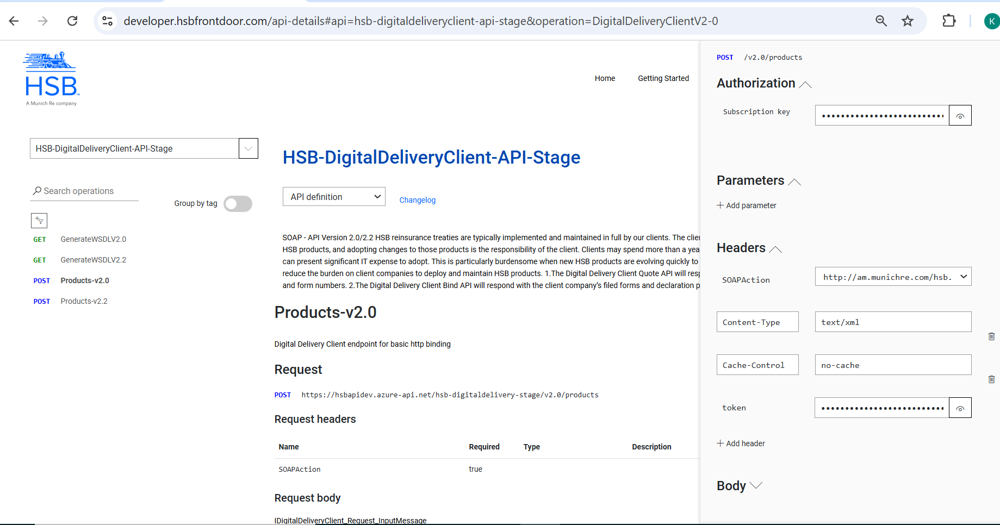 developer.hsbfrontdoor.com/api-details#api=hsb-digitaldeliveryclient-api-stage&operation=DigitalDeliveryClientV2-0
K
HSB
A Munich Re company
Home
Getting Started
HSB-DigitalDeliveryClient-API-Stage
Search operations
Group by tag
GET GenerateWSDLV2.0
GET GenerateWSDLV2.2
POST Products-v2.0
POST Products-v2.2
HSB-DigitalDeliveryClient-API-Stage
API definition
Changelog
SOAP - API Version 2.0/2.2 HSB reinsurance treaties are typically implemented and maintained in full by our clients. The clie
HSB products, and adopting changes to those products is the responsibility of the client. Clients may spend more than a yea
can present significant IT expense to adopt. This is particularly burdensome when new HSB products are evolving quickly to
reduce the burden on client companies to deploy and maintain HSB products. 1.The Digital Delivery Client Quote API will resp
and form numbers. 2.The Digital Delivery Client Bind API will respond with the client company's filed forms and declaration p
Products-v2.0
Digital Delivery Client endpoint for basic http binding
Request
POST https://hsbapidev.azure-api.net/hsb-digitaldelivery-stage/v2.0/products
Request headers
Name Required Type Description
SOAPAction true
Request body
IDigitalDeliveryClient_Request_InputMessage
POST /v2.0/products
Authorization
Subscription key
Parameters
Add parameter
Headers
SOAPAction http://am.munichre.com/hsb.
Content-Type text/xml
Cache-Control no-cache
token
Add header
Body